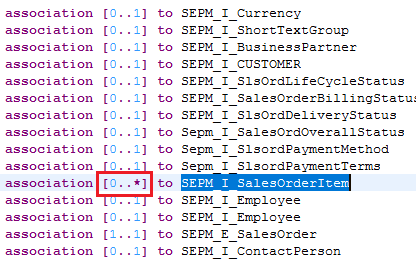 association [0..1] to SEPM_I_Currency
association [0..1] to SEPM_I_ShortTextGroup
association [0..1] to SEPM_I_BusinessPartner
association [0..1] to SEPM_I_CUSTOMER
association [0..1] to SEPM_I_SlsOrdLifeCycleStatus
association [0..1] to SEPM_I_SalesOrderBillingStatus
association [0..1] to SEPM_I_SlsOrdDeliveryStatus
association [0..1] to Sepm_I_SalesOrdOverallStatus
association [0..1] to Sepm_I_SlsordPaymentMethod
association [0..1] to Sepm_I_SlsordPaymentTerms
association [0..*] to SEPM_I_SalesOrderItem
association [0..1] to SEPM_I_Employee
association [0..1] to SEPM_I_Employee
association [1..1] to SEPM_E_SalesOrder
association [0..1] to SEPM_I_ContactPerson